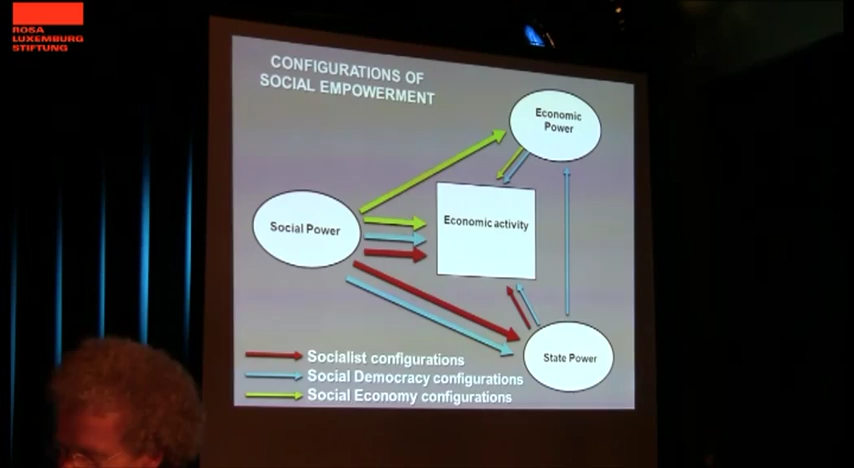 ROSA
LUXEMBURG
STIFTUNG
CONFIGURATIONS OF
SOCIAL EMPOWERMENT
Economic
Power
Social Power
Economic activity
State Power
Socialist configurations
Social Democracy configurations
Social Economy configurations